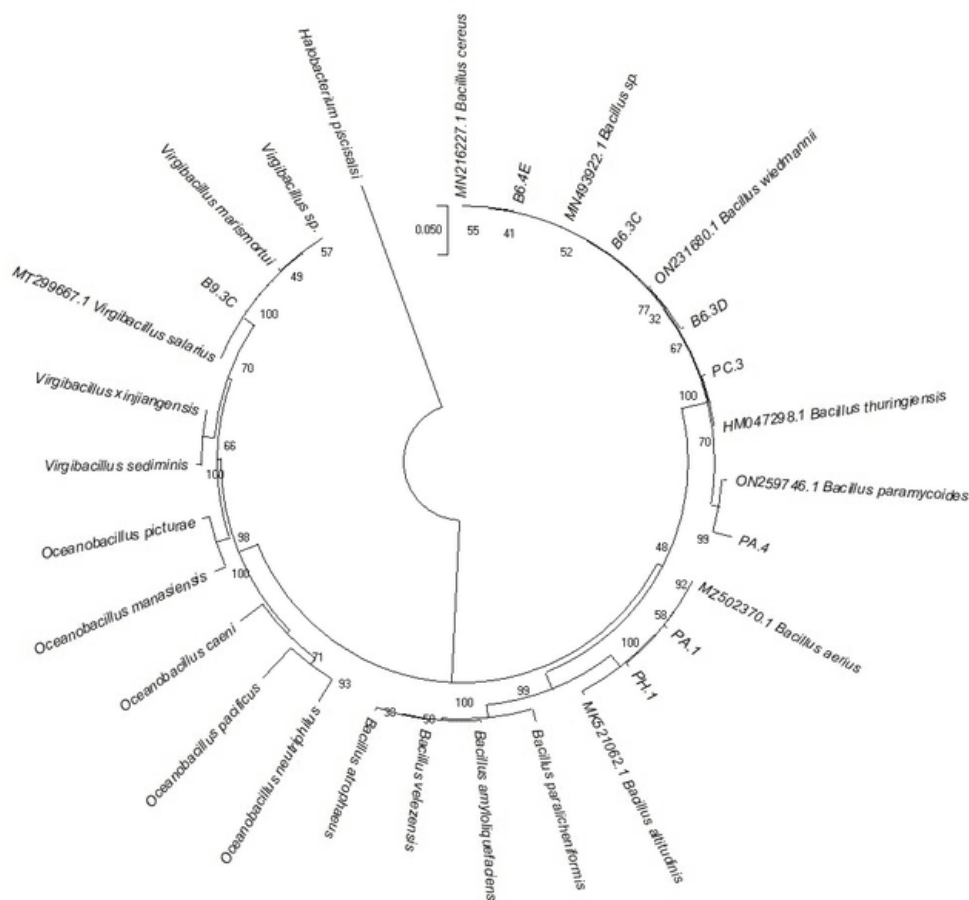 Halobacterium piscisalsi
MN216227.1 Bacillus cereus
B6.4E
MN493922.1 Bacillus sp.
B6.3C
ON231680.1 Bacillus wiedmannii
B6.3D
PC.3
HM047298.1 Bacillus thuringiensis
ON259746.1 Bacillus paramycoides
PA.4
MZ502370.1 Bacillus aerius
PA.1
PH.1
MK521062.1 Bacillus altitudinis
Bacillus paralicheniformis
Bacillus amyloliquefaciens
Bacillus velezensis
Bacillus atrophaeus
Oceanobacillus neutriphilus
Oceanobacillus pacificus
Oceanobacillus caeni
Oceanobacillus manasiensis
Oceanobacillus picturae
Virgibacillus sediminis
Virgibacillus xinjiangensis
MT299667.1 Virgibacillus salarius
B9.3C
Virgibacillus marismortui
Virgibacillus sp.
0.050
55
41
52
77
32
67
100
70
99
48
92
58
100
99
100
50
93
71
100
98
100
66
70
100
49
57